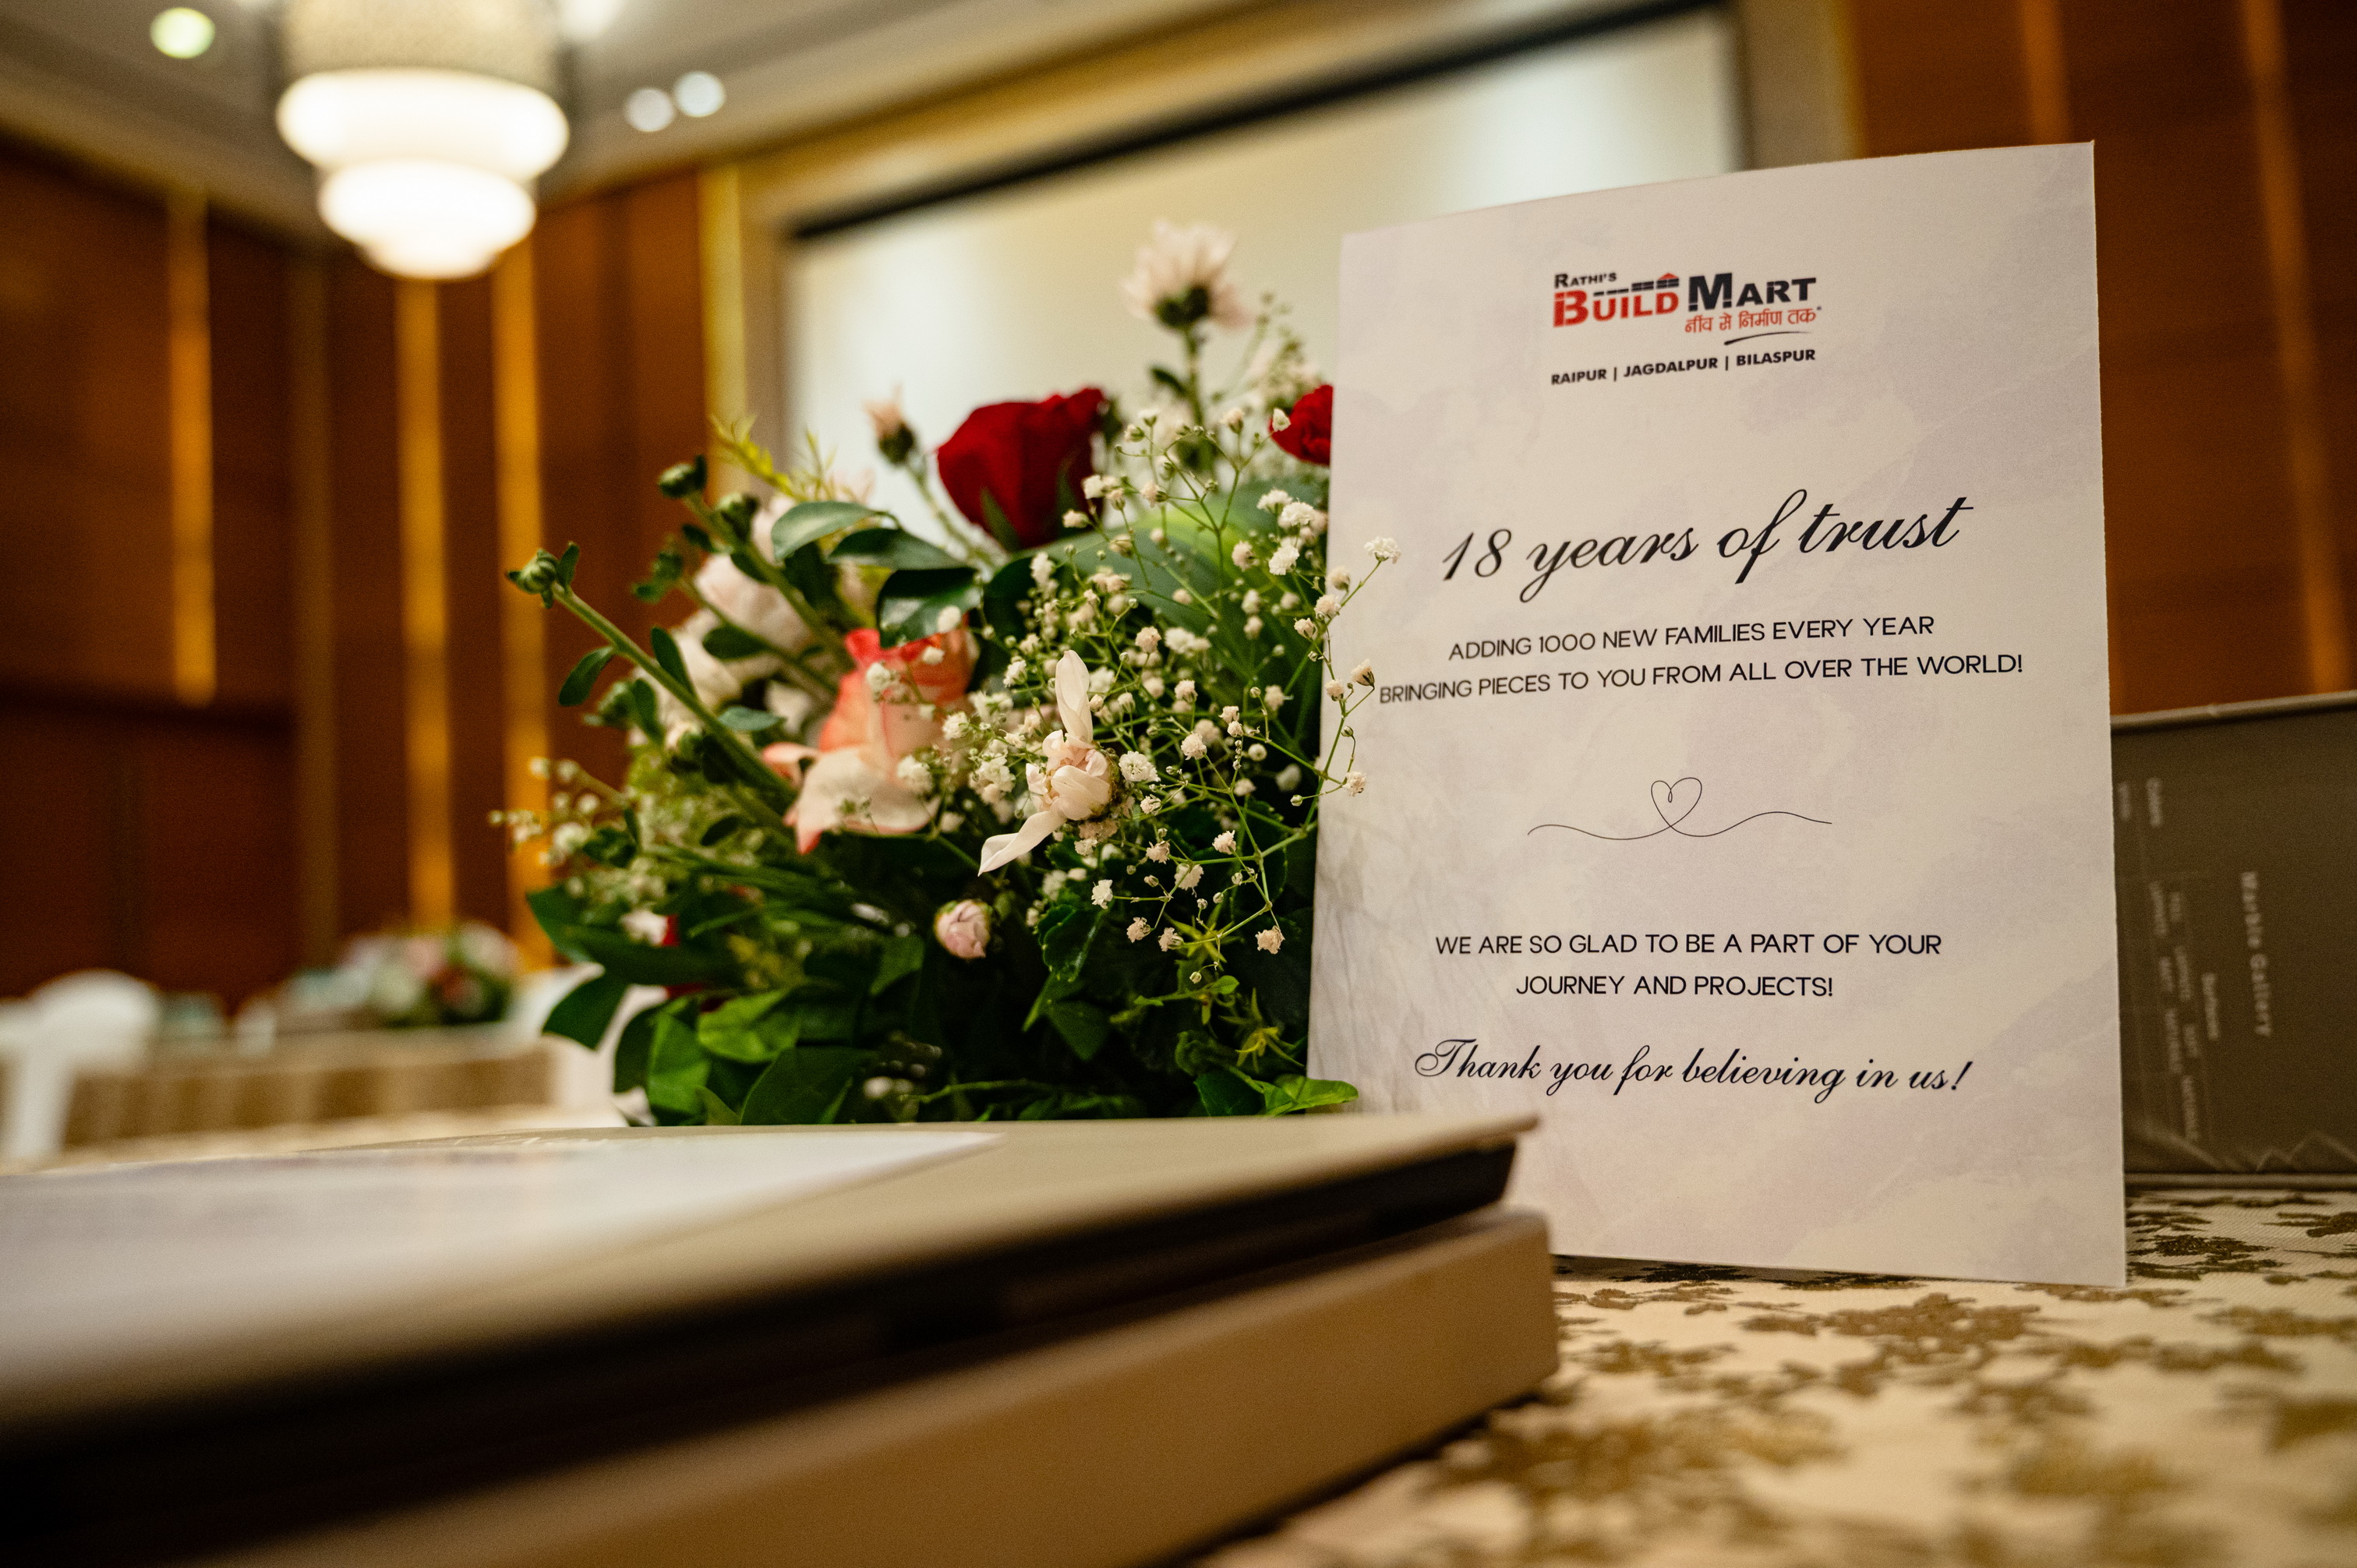 RATHI'S
BUILD MART
नींव से निर्माण तक
RAIPUR | JAGDALPUR | BILASPUR
18 years of trust
ADDING 1000 NEW FAMILIES EVERY YEAR
BRINGING PIECES TO YOU FROM ALL OVER THE WORLD!
WE ARE SO GLAD TO BE A PART OF YOUR
JOURNEY AND PROJECTS!
Thank you for believing in us!
Marble Gallery